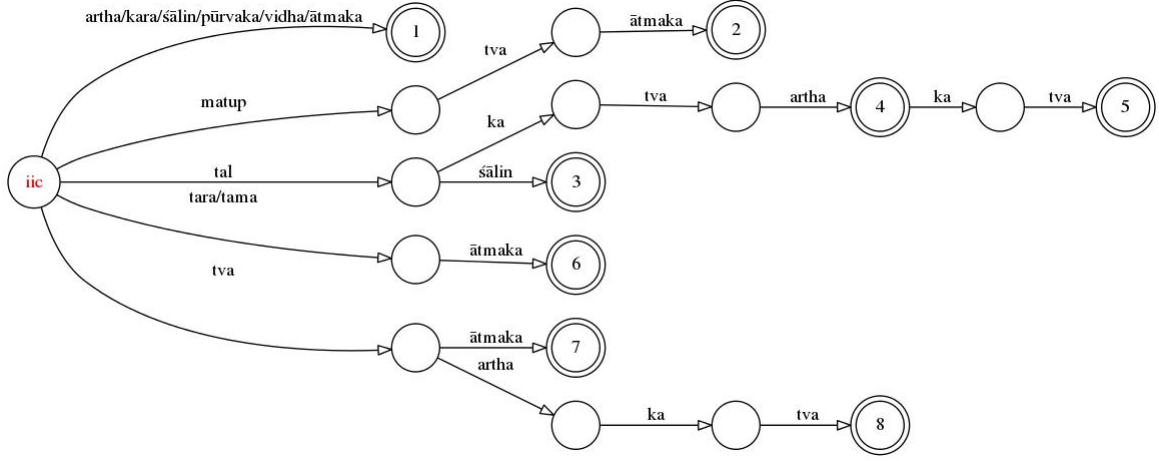 artha/kara/śālin/pūrvaka/vidha/ātmaka
1
ātmaka
2
tva
matup
ka
tva
artha
4
ka
tva
5
iic
tal
śālin
3
tara/tama
ātmaka
6
tva
ātmaka
7
artha
ka
tva
8